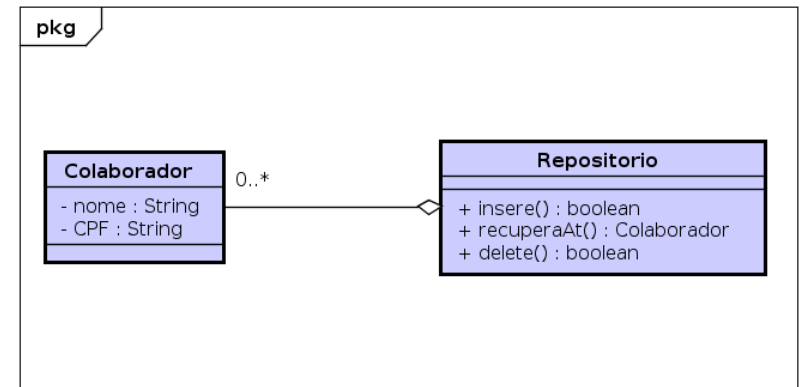 pkg
Colaborador
- nome : String
- CPF : String
0..*
Repositorio
+ insere() : boolean
+ recuperaAt() : Colaborador
+ delete() : boolean